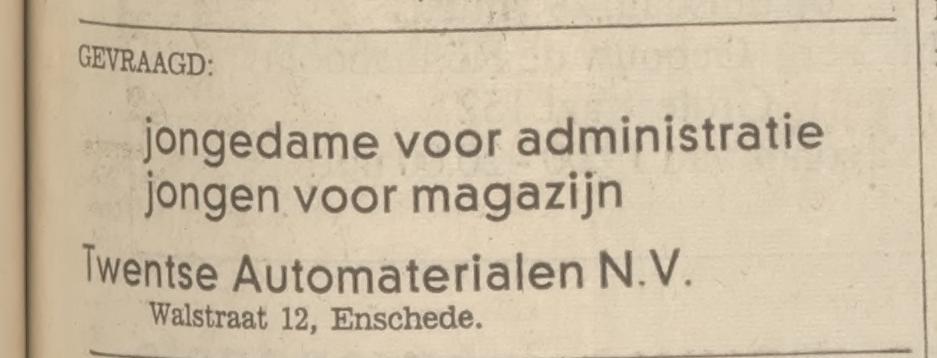 GEVRAAGD:
jongedame voor administratie
jongen voor magazijn
Twentse Automaterialen N.V.
Walstraat 12, Enschede.